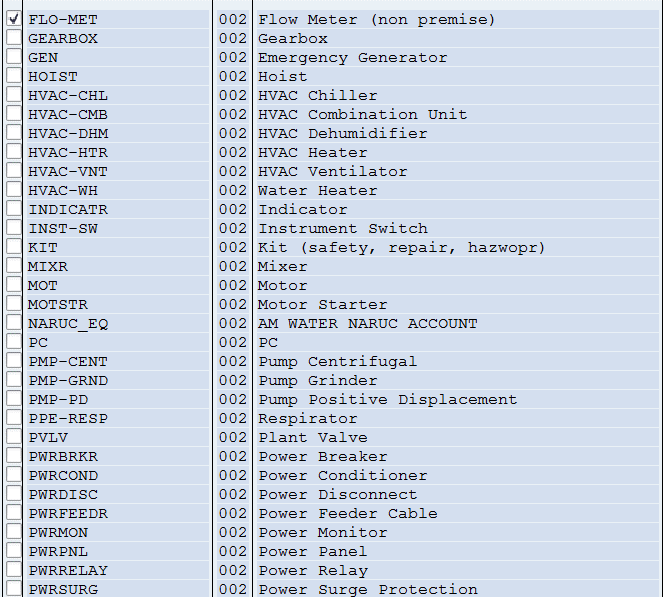 FLO-MET 002 Flow Meter (non premise)
GEARBOX 002 Gearbox
GEN 002 Emergency Generator
HOIST 002 Hoist
HVAC-CHL 002 HVAC Chiller
HVAC-CMB 002 HVAC Combination Unit
HVAC-DHM 002 HVAC Dehumidifier
HVAC-HTR 002 HVAC Heater
HVAC-VNT 002 HVAC Ventilator
HVAC-WH 002 Water Heater
INDICATR 002 Indicator
INST-SW 002 Instrument Switch
KIT 002 Kit (safety, repair, hazwopr)
MIXR 002 Mixer
MOT 002 Motor
MOTSTR 002 Motor Starter
NARUC_EQ 002 AM WATER NARUC ACCOUNT
PC 002 PC
PMP-CENT 002 Pump Centrifugal
PMP-GRND 002 Pump Grinder
PMP-PD 002 Pump Positive Displacement
PPE-RESP 002 Respirator
PVLV 002 Plant Valve
PWRBRKR 002 Power Breaker
PWRCOND 002 Power Conditioner
PWRDISC 002 Power Disconnect
PWRFEEDR 002 Power Feeder Cable
PWRMON 002 Power Monitor
PWRPNL 002 Power Panel
PWRRELAY 002 Power Relay
PWRSURG 002 Power Surge Protection